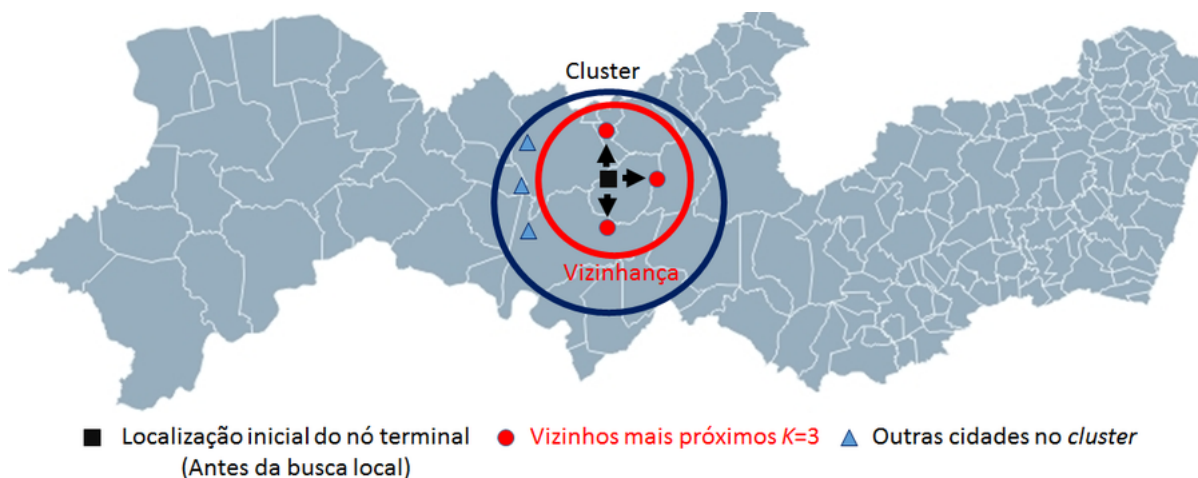 Cluster
Vizinhança
Localização inicial do nó terminal
(Antes da busca local)
Vizinhos mais próximos K=3
Outras cidades no cluster